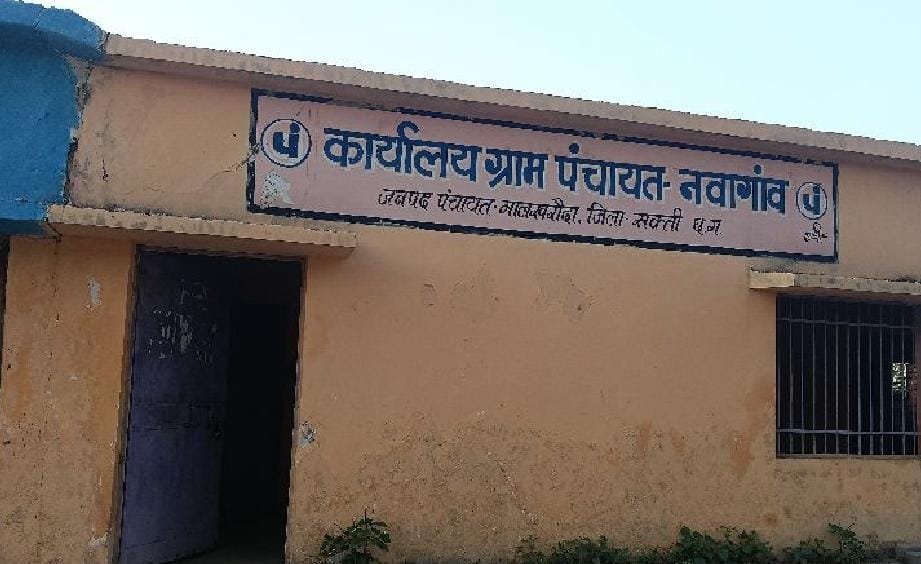 कार्यालय ग्राम पंचायत- नवागांव
जनपद पंचायत- मालखरौदा, जिला- सक्ती छ.ग